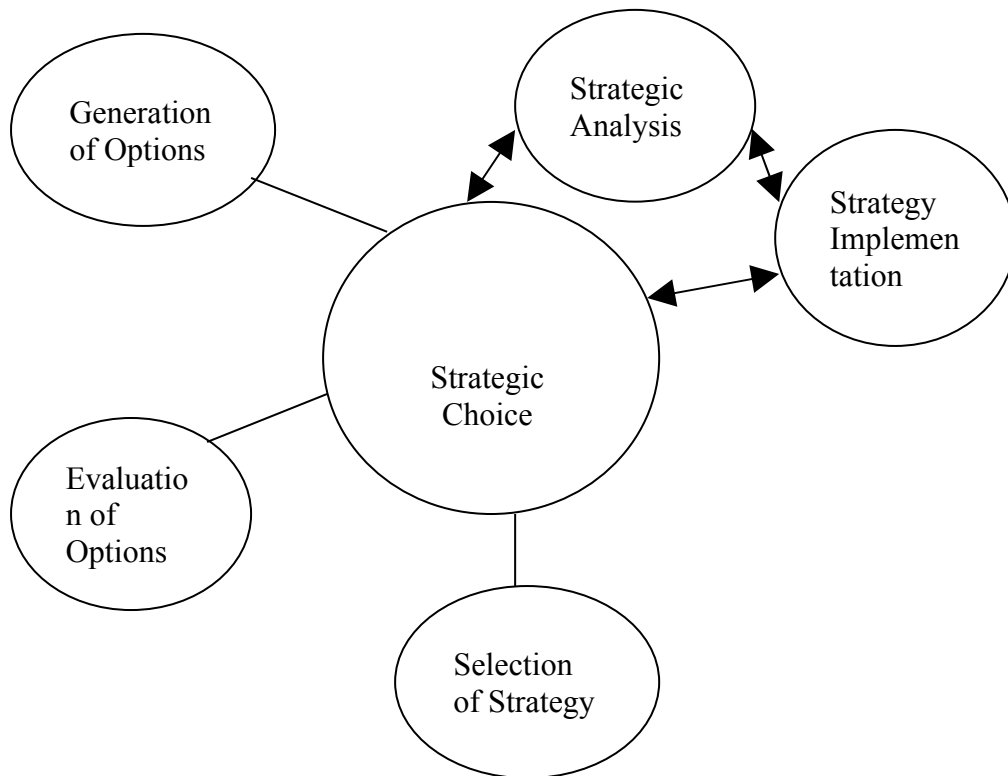 Generation
of Options
Strategic
Analysis
Strategy
Implemen
tation
Strategic
Choice
Evaluatio
n of
Options
Selection
of Strategy